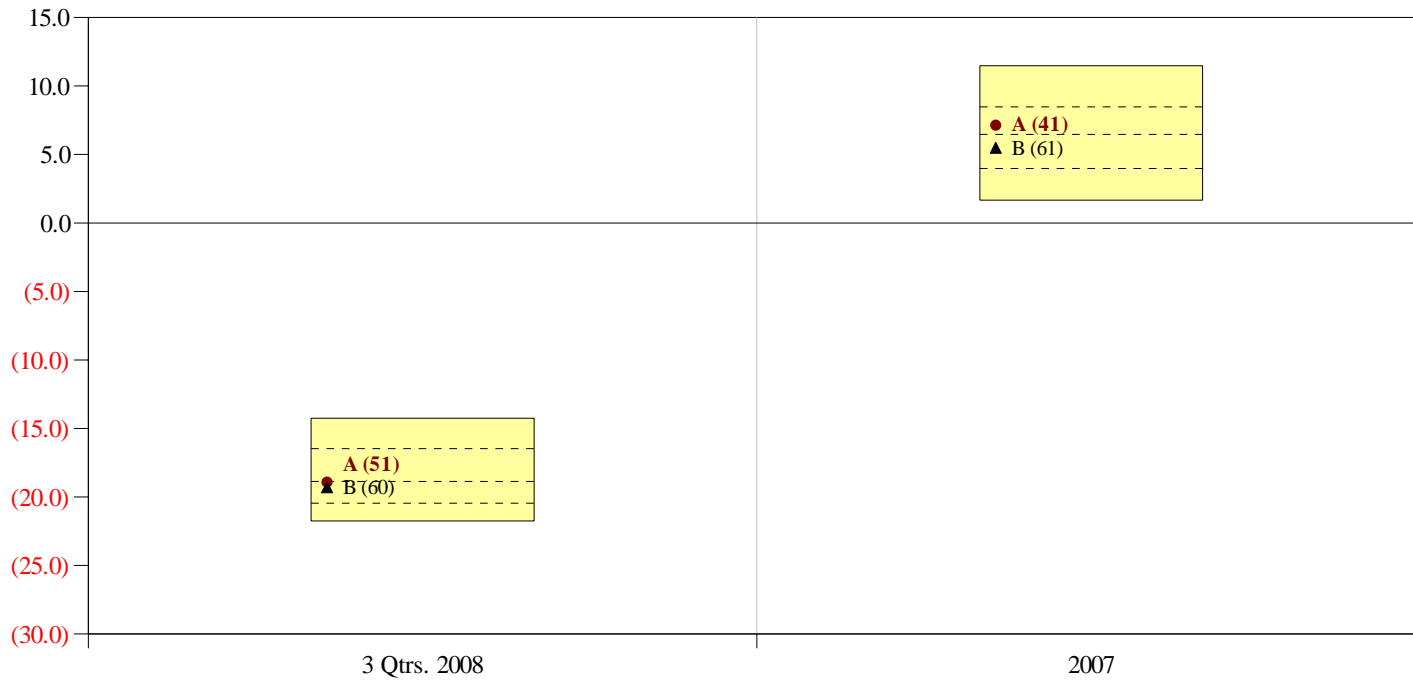 15.0
10.0
5.0
0.0
(5.0)
(10.0)
(15.0)
(20.0)
(25.0)
(30.0)
A (41)
B (61)
A (51)
B (60)
3 Qtrs. 2008
2007